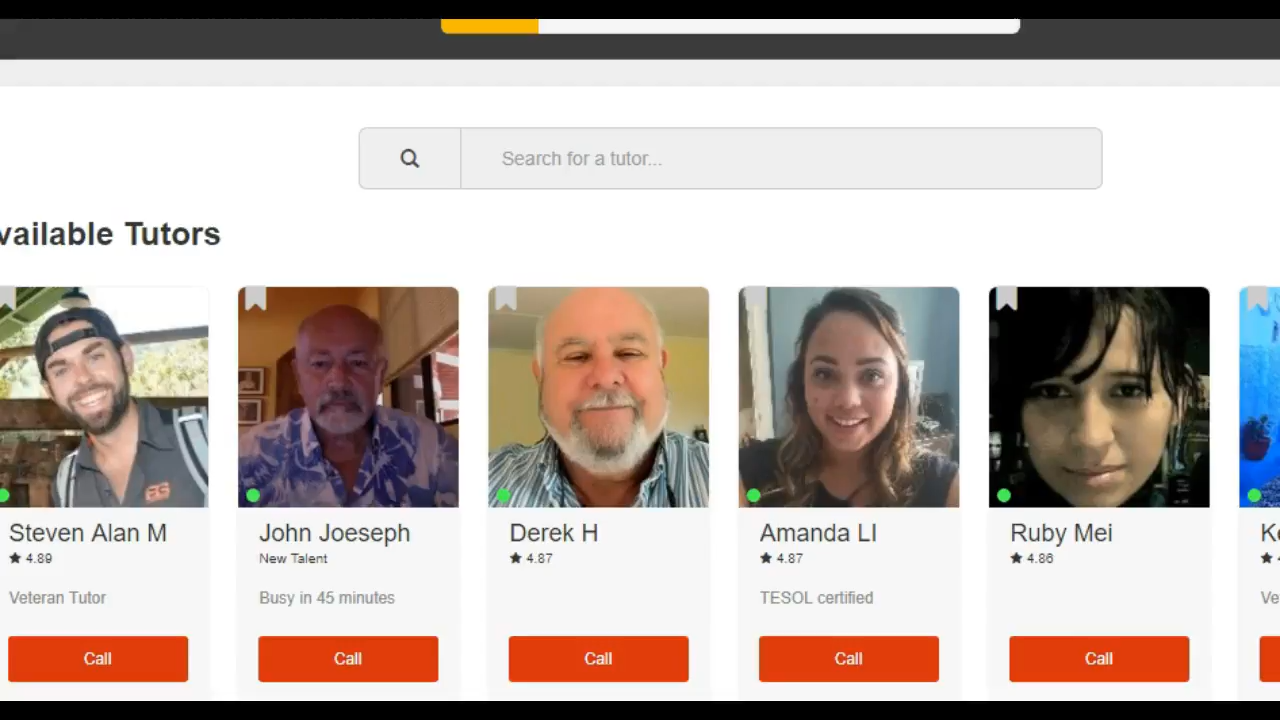 Search for a tutor...
vailable Tutors
Steven Alan M
4.89
Veteran Tutor
Call
John Joeseph
New Talent
Busy in 45 minutes
Call
Derek H
4.87
Call
Amanda LI
4.87
TESOL certified
Call
Ruby Mei
4.86
Call
Ve